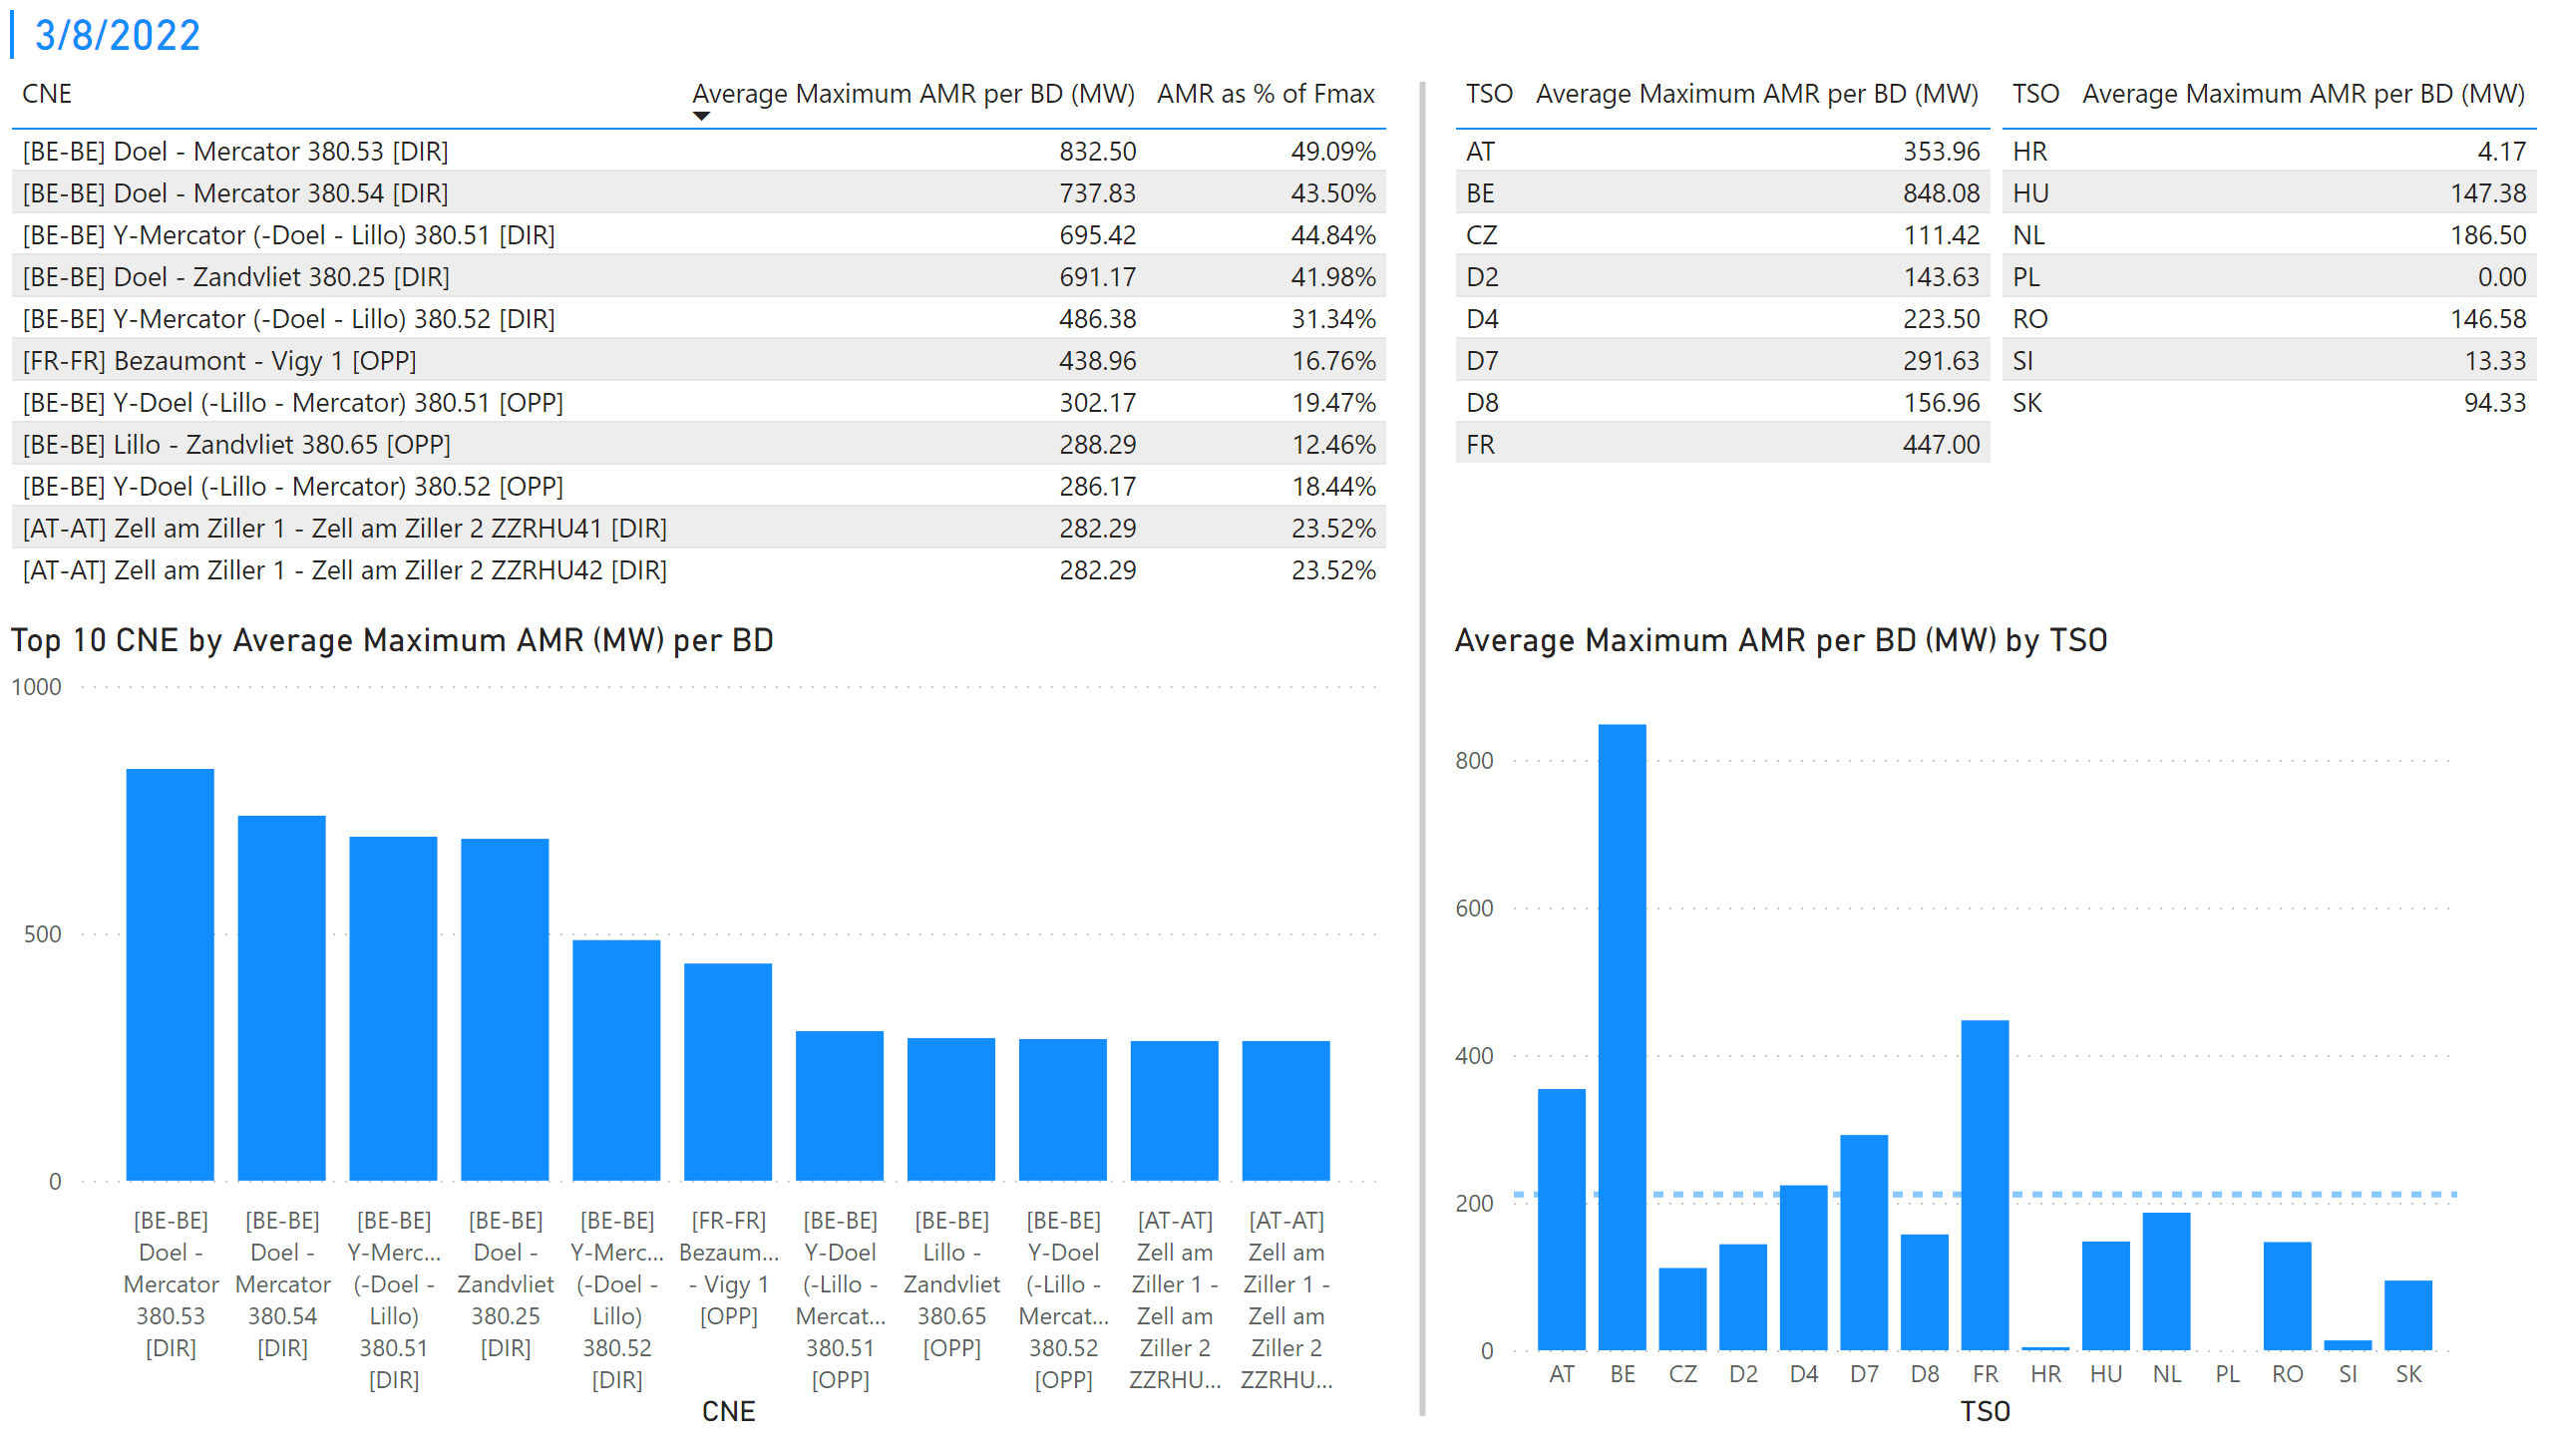 3/8/2022
CNE Average Maximum AMR per BD (MW) AMR as % of Fmax
[BE-BE] Doel - Mercator 380.53 [DIR] 832.50 49.09%
[BE-BE] Doel - Mercator 380.54 [DIR] 737.83 43.50%
[BE-BE] Y-Mercator (-Doel - Lillo) 380.51 [DIR] 695.42 44.84%
[BE-BE] Doel - Zandvliet 380.25 [DIR] 691.17 41.98%
[BE-BE] Y-Mercator (-Doel - Lillo) 380.52 [DIR] 486.38 31.34%
[FR-FR] Bezaumont - Vigy 1 [OPP] 438.96 16.76%
[BE-BE] Y-Doel (-Lillo - Mercator) 380.51 [OPP] 302.17 19.47%
[BE-BE] Lillo - Zandvliet 380.65 [OPP] 288.29 12.46%
[BE-BE] Y-Doel (-Lillo - Mercator) 380.52 [OPP] 286.17 18.44%
[AT-AT] Zell am Ziller 1 - Zell am Ziller 2 ZZRHU41 [DIR] 282.29 23.52%
[AT-AT] Zell am Ziller 1 - Zell am Ziller 2 ZZRHU42 [DIR] 282.29 23.52%
TSO Average Maximum AMR per BD (MW)
AT 353.96
BE 848.08
CZ 111.42
D2 143.63
D4 223.50
D7 291.63
D8 156.96
FR 447.00
TSO Average Maximum AMR per BD (MW)
HR 4.17
HU 147.38
NL 186.50
PL 0.00
RO 146.58
SI 13.33
SK 94.33
Top 10 CNE by Average Maximum AMR (MW) per BD
1000
500
0
[BE-BE]
Doel -
Mercator
380.53
[DIR]
[BE-BE]
Doel -
Mercator
380.54
[DIR]
[BE-BE]
Y-Merc...
(-Doel -
Lillo)
380.51
[DIR]
[BE-BE]
Doel -
Zandvliet
380.25
[DIR]
[BE-BE]
Y-Merc...
(-Doel -
Lillo)
380.52
[DIR]
[FR-FR]
Bezaum...
- Vigy 1
[OPP]
[BE-BE]
Y-Doel
(-Lillo -
Mercat...
380.51
[OPP]
[BE-BE]
Lillo -
Zandvliet
380.65
[OPP]
[BE-BE]
Y-Doel
(-Lillo -
Mercat...
380.52
[OPP]
[AT-AT]
Zell am
Ziller 1 -
Zell am
Ziller 2
ZZRHU...
[AT-AT]
Zell am
Ziller 1 -
Zell am
Ziller 2
ZZRHU...
CNE
Average Maximum AMR per BD (MW) by TSO
800
600
400
200
0
AT BE CZ D2 D4 D7 D8 FR HR HU NL PL RO SI SK
TSO